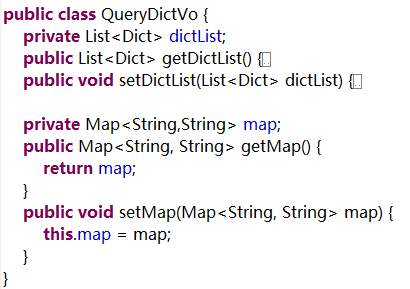 public class QueryDictVo {
    private List<Dict> dictList;
    public List<Dict> getDictList() {
    public void setDictList(List<Dict> dictList) {

    private Map<String,String> map;
    public Map<String, String> getMap() {
        return map;
    }
    public void setMap(Map<String, String> map) {
        this.map = map;
    }
}